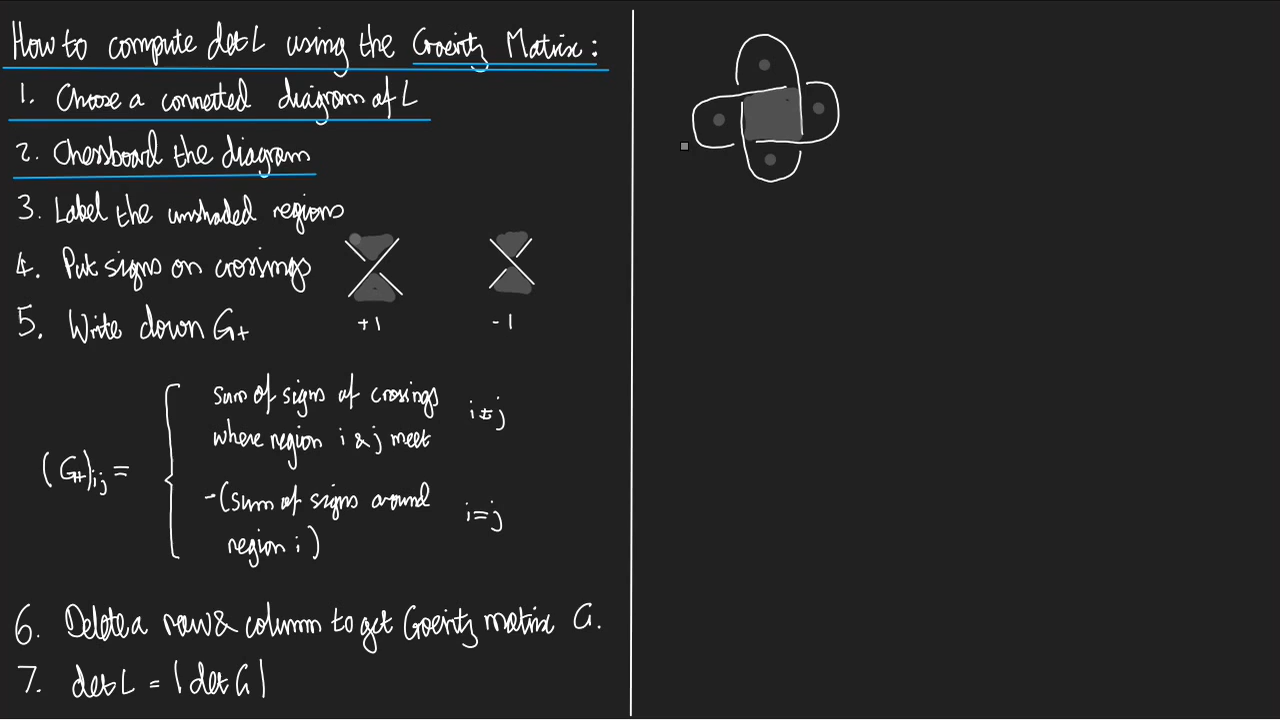 How to compute det L using the Goeritz Matrix:
1. Choose a connected diagram of L
2. Chessboard the diagram
3. Label the unshaded regions
4. Put signs on crossings
+1 -1
5. Write down G+
sum of signs of crossings
where region i & j meet i≠j
(G+)ij =
-(sum of signs around
region i) i=j
6. Delete a row & column to get Goeritz matrix G.
7. det L = |det G|